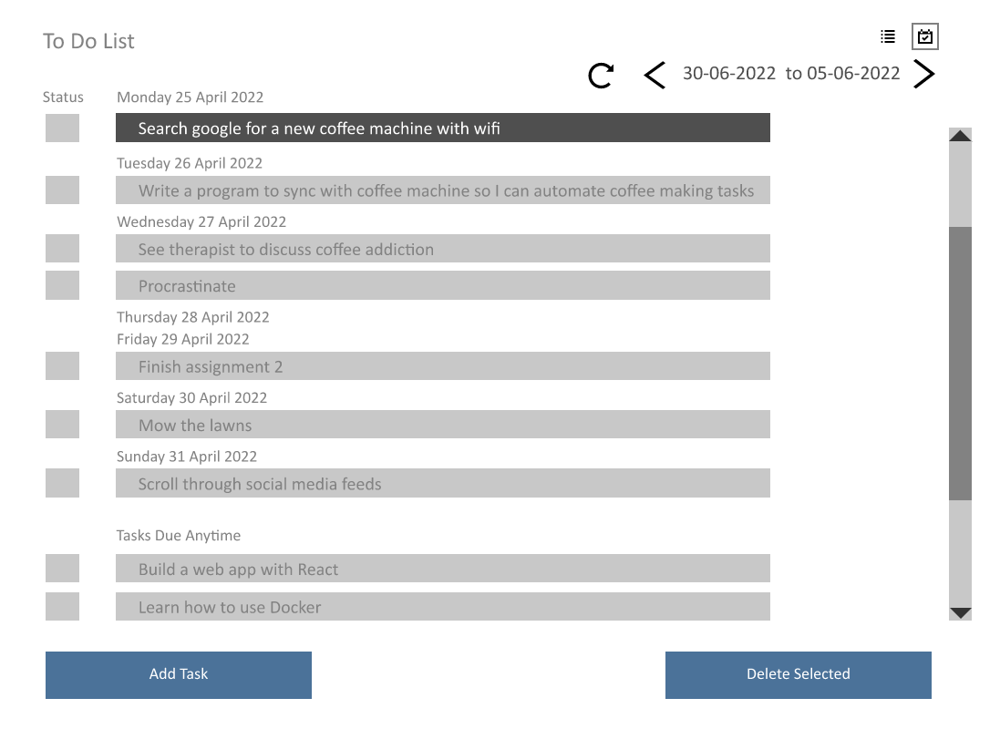 To Do List
30-06-2022 to 05-06-2022
Status
Monday 25 April 2022
Search google for a new coffee machine with wifi
Tuesday 26 April 2022
Write a program to sync with coffee machine so I can automate coffee making tasks
Wednesday 27 April 2022
See therapist to discuss coffee addiction
Procrastinate
Thursday 28 April 2022
Friday 29 April 2022
Finish assignment 2
Saturday 30 April 2022
Mow the lawns
Sunday 31 April 2022
Scroll through social media feeds
Tasks Due Anytime
Build a web app with React
Learn how to use Docker
Add Task
Delete Selected